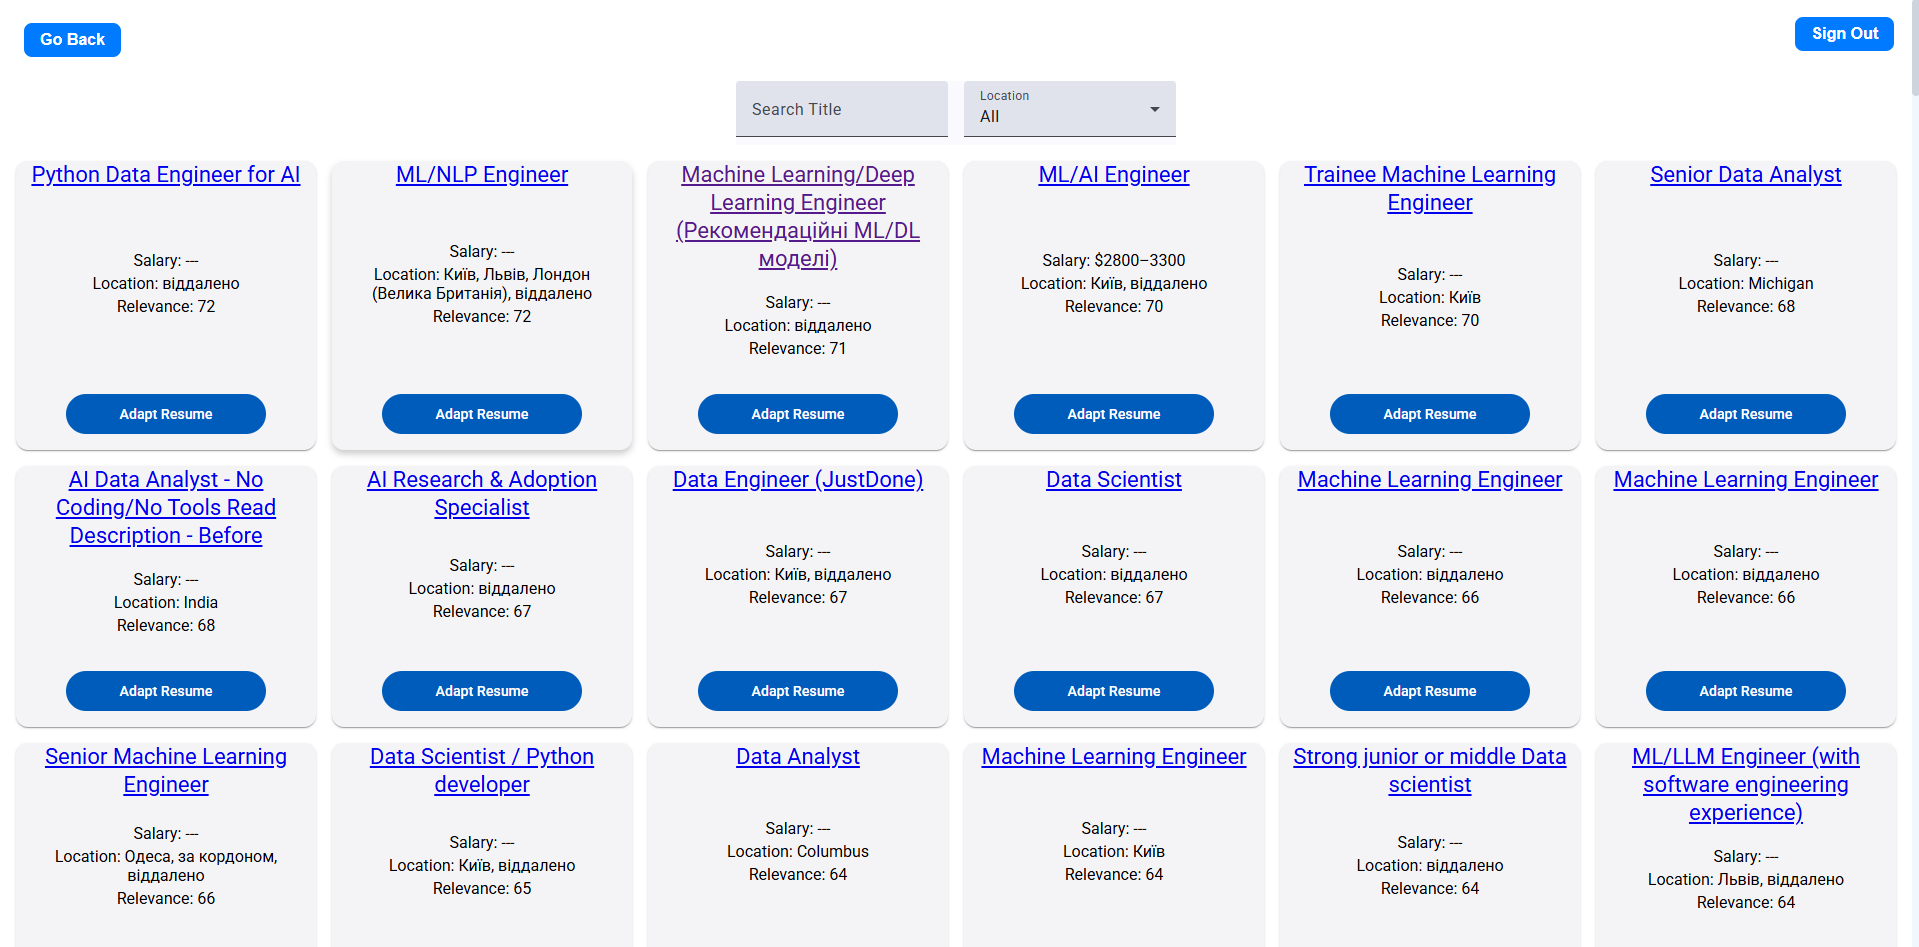 Go Back
Sign Out
Search Title
Location
All
Python Data Engineer for AI
Salary: ---
Location: віддалено
Relevance: 72
Adapt Resume
ML/NLP Engineer
Salary: ---
Location: Київ, Львів, Лондон
(Велика Британія), віддалено
Relevance: 72
Adapt Resume
Machine Learning/Deep
Learning Engineer
(Рекомендаційні ML/DL
моделі)
Salary: ---
Location: віддалено
Relevance: 71
Adapt Resume
ML/AI Engineer
Salary: $2800–3300
Location: Київ, віддалено
Relevance: 70
Adapt Resume
Trainee Machine Learning
Engineer
Salary: ---
Location: Київ
Relevance: 70
Adapt Resume
Senior Data Analyst
Salary: ---
Location: Michigan
Relevance: 68
Adapt Resume
AI Data Analyst - No
Coding/No Tools Read
Description - Before
Salary: ---
Location: India
Relevance: 68
Adapt Resume
AI Research & Adoption
Specialist
Salary: ---
Location: віддалено
Relevance: 67
Adapt Resume
Data Engineer (JustDone)
Salary: ---
Location: Київ, віддалено
Relevance: 67
Adapt Resume
Data Scientist
Salary: ---
Location: віддалено
Relevance: 67
Adapt Resume
Machine Learning Engineer
Salary: ---
Location: віддалено
Relevance: 66
Adapt Resume
Machine Learning Engineer
Salary: ---
Location: віддалено
Relevance: 66
Adapt Resume
Senior Machine Learning
Engineer
Salary: ---
Location: Одеса, за кордоном,
віддалено
Relevance: 66
Data Scientist / Python
developer
Salary: ---
Location: Київ, віддалено
Relevance: 65
Data Analyst
Salary: ---
Location: Columbus
Relevance: 64
Machine Learning Engineer
Salary: ---
Location: Київ
Relevance: 64
Strong junior or middle Data
scientist
Salary: ---
Location: віддалено
Relevance: 64
ML/LLM Engineer (with
software engineering
experience)
Salary: ---
Location: Львів, віддалено
Relevance: 64